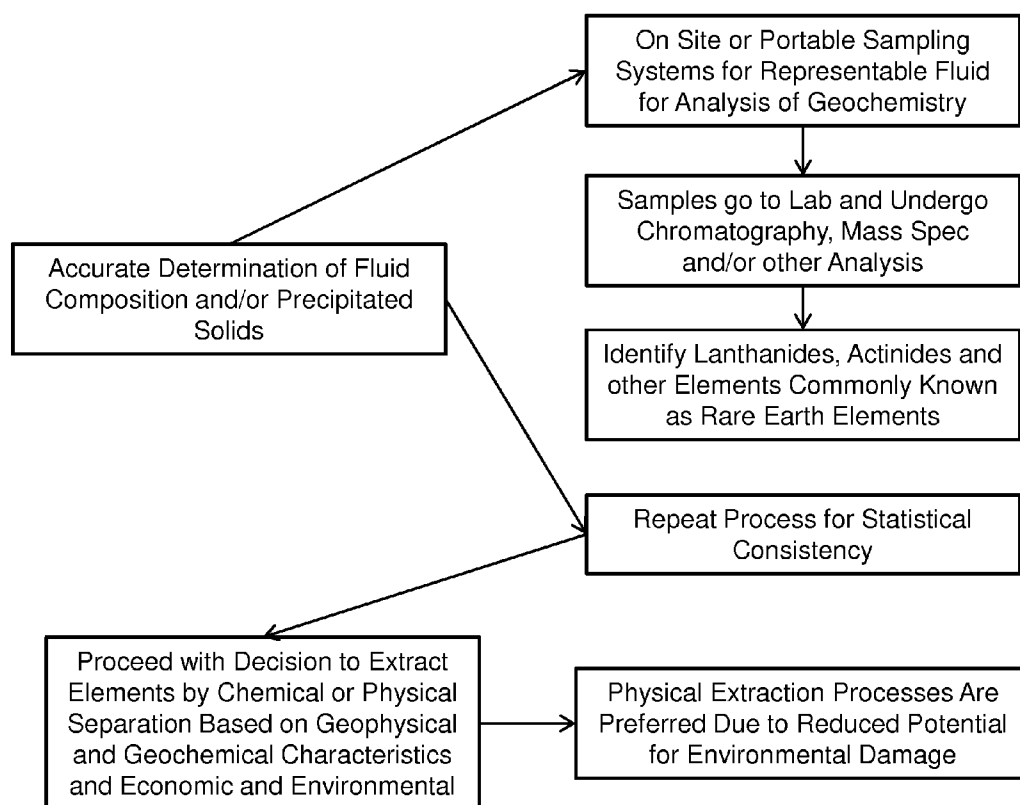 On Site or Portable Sampling
Systems for Representable Fluid
for Analysis of Geochemistry
Samples go to Lab and Undergo
Chromatography, Mass Spec
and/or other Analysis
Accurate Determination of Fluid
Composition and/or Precipitated
Solids
Identify Lanthanides, Actinides and
other Elements Commonly Known
as Rare Earth Elements
Repeat Process for Statistical
Consistency
Proceed with Decision to Extract
Elements by Chemical or Physical
Separation Based on Geophysical
and Geochemical Characteristics
and Economic and Environmental
Physical Extraction Processes Are
Preferred Due to Reduced Potential
for Environmental Damage